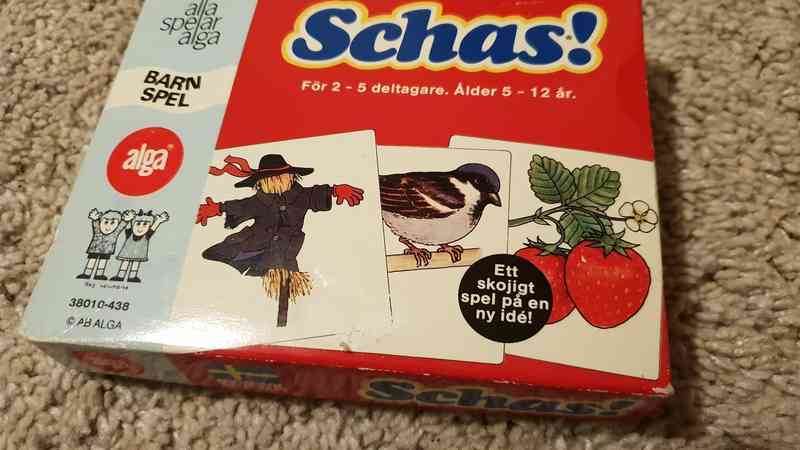 alla
spelar
alga
BARN
SPEL
alga®
38010-438
© AB ALGA
Schas!
För 2 - 5 deltagare. Ålder 5 - 12 år.
Ett
skojigt
spel på en
ny idé!
Schas!